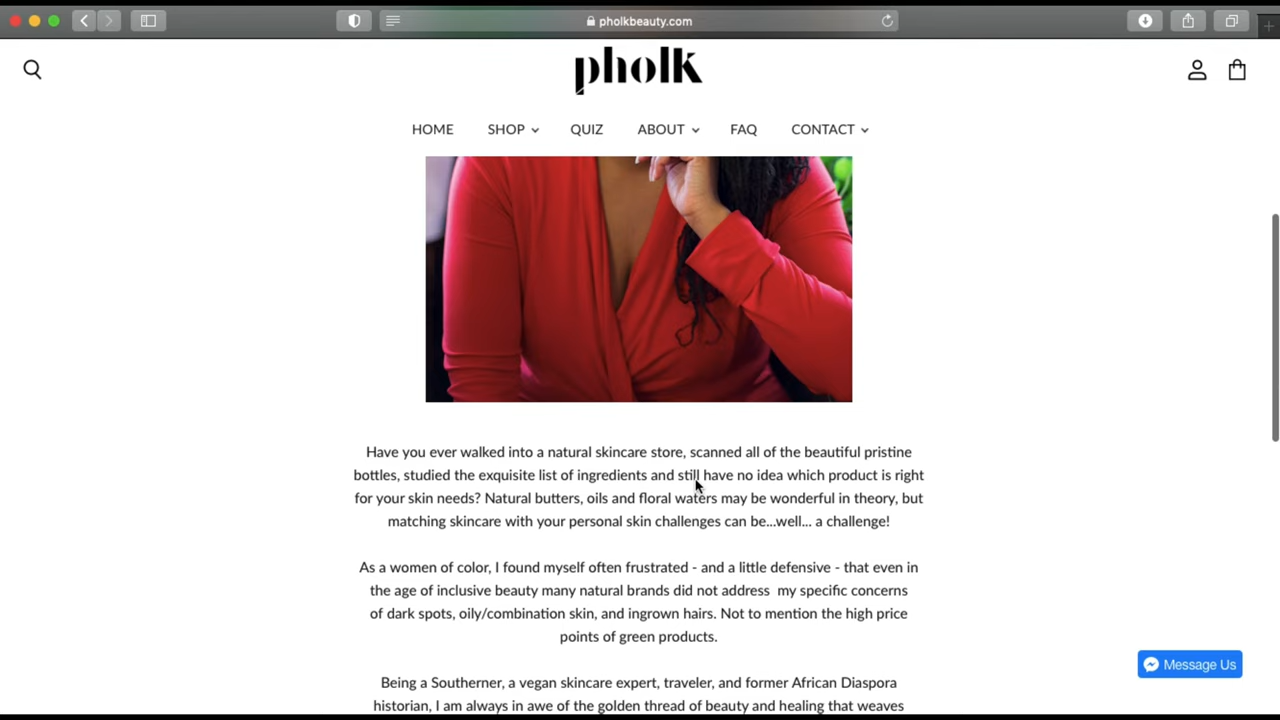 pholkbeauty.com
pholk
HOME SHOP QUIZ ABOUT FAQ CONTACT
Have you ever walked into a natural skincare store, scanned all of the beautiful pristine
bottles, studied the exquisite list of ingredients and still have no idea which product is right
for your skin needs? Natural butters, oils and floral waters may be wonderful in theory, but
matching skincare with your personal skin challenges can be...well... a challenge!
As a women of color, I found myself often frustrated - and a little defensive - that even in
the age of inclusive beauty many natural brands did not address  my specific concerns
of dark spots, oily/combination skin, and ingrown hairs. Not to mention the high price
points of green products.
Message Us
Being a Southerner, a vegan skincare expert, traveler, and former African Diaspora
historian, I am always in awe of the golden thread of beauty and healing that weaves